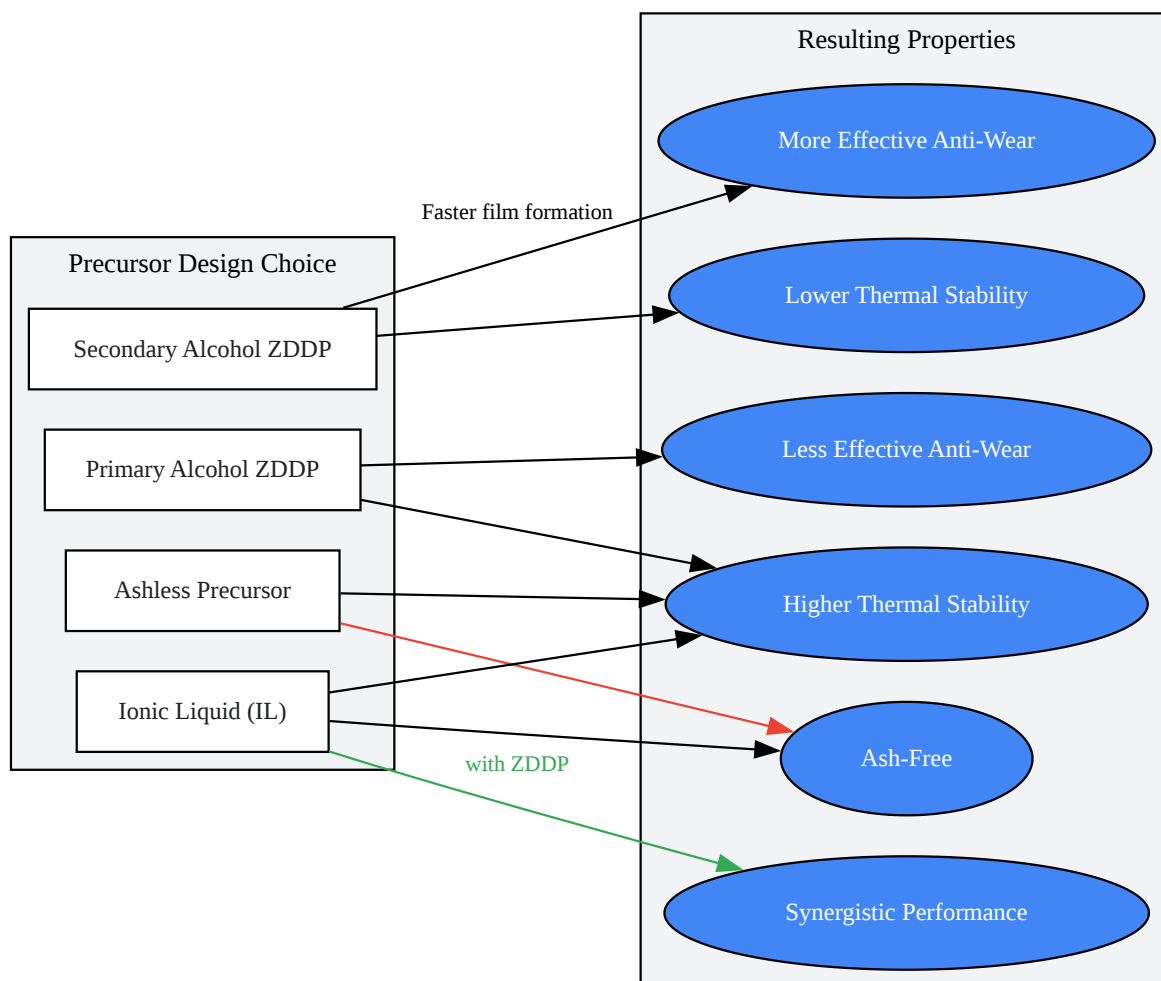 Resulting Properties
More Effective Anti-Wear
Faster film formation
Precursor Design Choice
Lower Thermal Stability
Secondary Alcohol ZDDP
Less Effective Anti-Wear
Primary Alcohol ZDDP
Ashless Precursor
Higher Thermal Stability
Ionic Liquid (IL)
with ZDDP
Ash-Free
Synergistic Performance